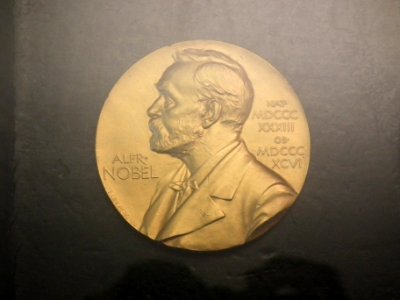 ALFR·
NOBEL
NAT·
MDCCC
XXXIII
OB·
MDCCC
XCVI